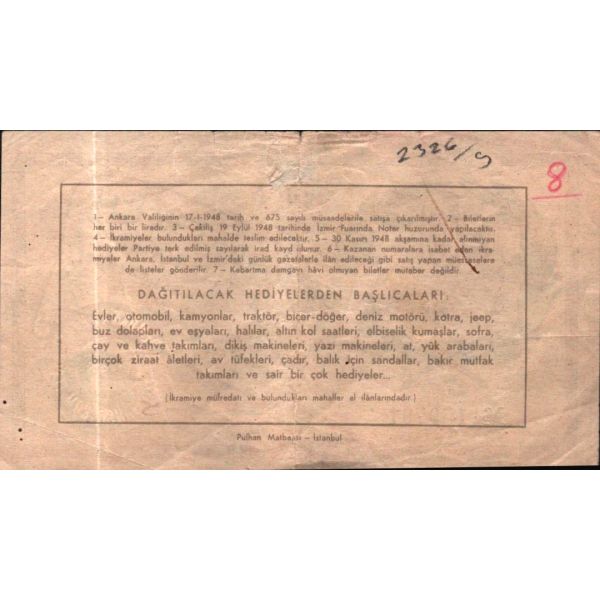 2326/9
8
1— Ankara Valiliğinin 17-1-1948 tarih ve 675 sayılı müsaadelerile satışa çıkarılmıştır. 2— Biletlerin
her biri bir liradır. 3— Çekiliş 19 Eylül 1948 tarihinde İzmir Fuarında, Noter huzurunda yapılacaktır.
4— İkramiyeler bulundukları mahalde teslim edilecektir. 5— 30 Kasım 1948 akşamına kadar alınmıyan
hediyeler Partiye terk edilmiş sayılarak irad kayd olunur. 6— Kazanan numaralara isabet eden ikra-
miyeler Ankara, İstanbul ve İzmir'deki günlük gazetelerle ilân edileceği gibi satış yapan müesseselere
de listeler gönderilir. 7— Kabartma damgayı hâvi olmıyan biletler muteber değildir.
DAĞITILACAK HEDİYELERDEN BAŞLICALARI:
Evler, otomobil, kamyonlar, traktör, biçer-döğer, deniz motörü, kotra, jeep,
buz dolapları, ev eşyaları, halılar, altın kol saatleri, elbiselik kumaşlar, sofra,
çay ve kahve takımları, dikiş makineleri, yazı makineleri, at, yük arabaları,
birçok ziraat âletleri, av tüfekleri, çadır, balık için sandallar, bakır mutfak
takımları ve sair bir çok hediyeler...
(İkramiye müfredatı ve bulundukları mahaller el ilânlarındadır.)
Pulhan Matbaası — İstanbul